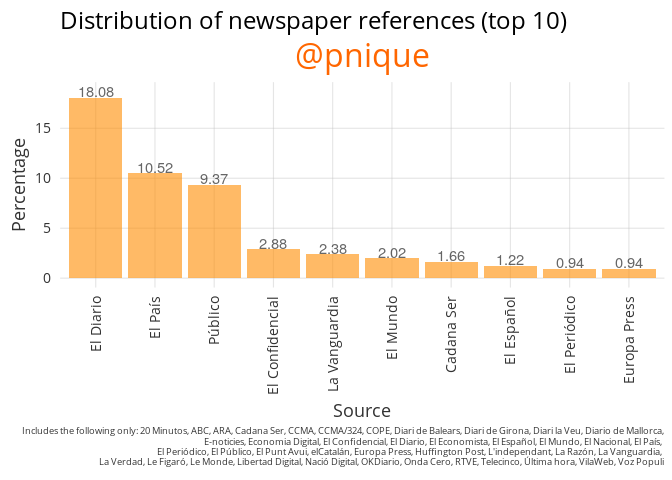 Distribution of newspaper references (top 10)
@pnique
18.08
10.52
9.37
2.88
2.38
2.02
1.66
1.22
0.94
0.94
Percentage
15
10
5
0
El Diario
El País
Público
El Confidencial
La Vanguardia
El Mundo
Cadana Ser
El Español
El Periódico
Europa Press
Source
Includes the following only: 20 Minutos, ABC, ARA, Cadana Ser, CCMA, CCMA/324, COPE, Diari de Balears, Diari de Girona, Diari la Veu, Diario de Mallorca,
E-noticies, Economia Digital, El Confidencial, El Diario, El Economista, El Español, El Mundo, El Nacional, El País,
El Periódico, El Público, El Punt Avui, elCatalán, Europa Press, Huffington Post, L'independant, La Razón, La Vanguardia,
La Verdad, Le Figaró, Le Monde, Libertad Digital, Nació Digital, OKDiario, Onda Cero, RTVE, Telecinco, Última hora, VilaWeb, Voz Populi